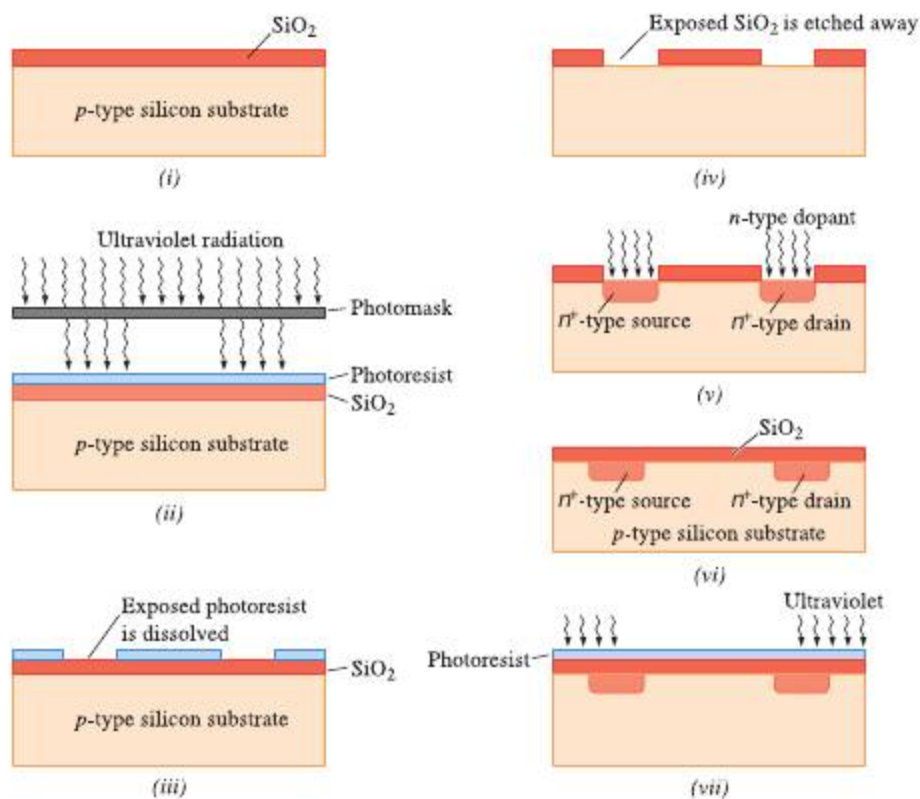 SiO₂
p-type silicon substrate
(i)
Ultraviolet radiation
Photomask
Photoresist
SiO₂
p-type silicon substrate
(ii)
Exposed photoresist
is dissolved
SiO₂
p-type silicon substrate
(iii)
Exposed SiO₂ is etched away
(iv)
n-type dopant
n⁺-type source
n⁺-type drain
(v)
SiO₂
n⁺-type source
n⁺-type drain
p-type silicon substrate
(vi)
Ultraviolet
Photoresist
(vii)